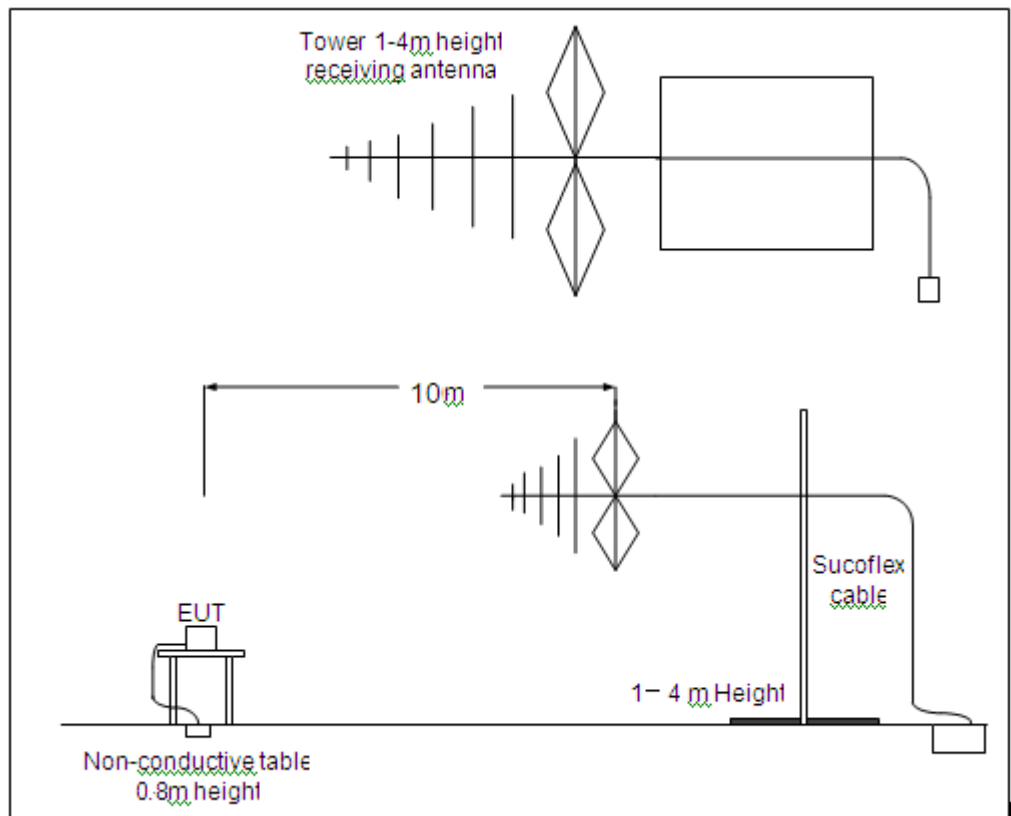 Tower 1-4m height
receiving antenna
10m
Sucoflex
cable
EUT
1– 4 m Height
Non-conductive table
0.8m height